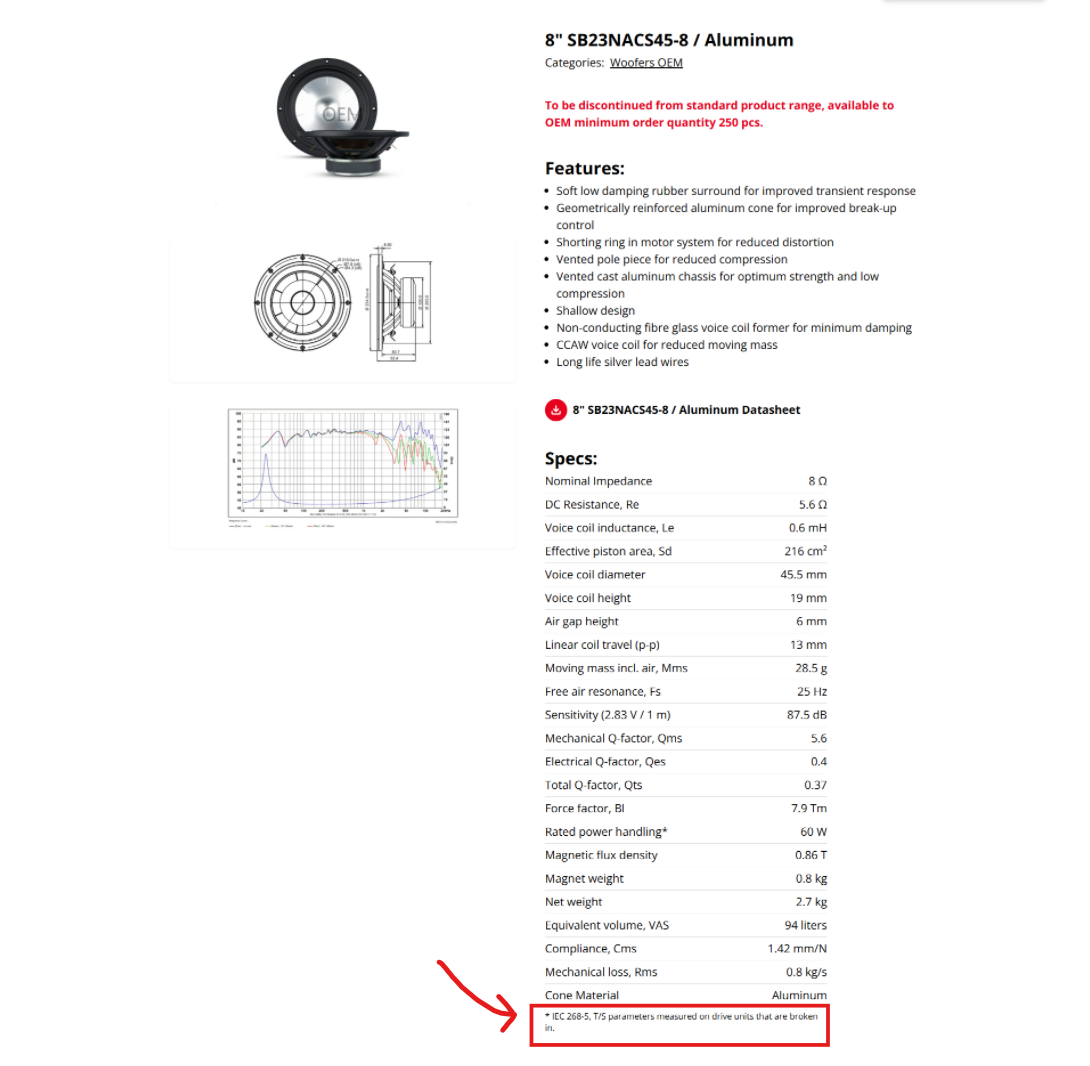 8" SB23NACS45-8 / Aluminum
Categories: Woofers OEM
To be discontinued from standard product range, available to
OEM minimum order quantity 250 pcs.
OEM
Features:
Soft low damping rubber surround for improved transient response
Geometrically reinforced aluminum cone for improved break-up
control
Shorting ring in motor system for reduced distortion
Vented pole piece for reduced compression
Vented cast aluminum chassis for optimum strength and low
compression
Shallow design
Non-conducting fibre glass voice coil former for minimum damping
CCAW voice coil for reduced moving mass
Long life silver lead wires
8" SB23NACS45-8 / Aluminum Datasheet
Specs:
Nominal Impedance 8 Ω
DC Resistance, Re 5.6 Ω
Voice coil inductance, Le 0.6 mH
Effective piston area, Sd 216 cm²
Voice coil diameter 45.5 mm
Voice coil height 19 mm
Air gap height 6 mm
Linear coil travel (p-p) 13 mm
Moving mass incl. air, Mms 28.5 g
Free air resonance, Fs 25 Hz
Sensitivity (2.83 V / 1 m) 87.5 dB
Mechanical Q-factor, Qms 5.6
Electrical Q-factor, Qes 0.4
Total Q-factor, Qts 0.37
Force factor, Bl 7.9 Tm
Rated power handling* 60 W
Magnetic flux density 0.86 T
Magnet weight 0.8 kg
Net weight 2.7 kg
Equivalent volume, VAS 94 liters
Compliance, Cms 1.42 mm/N
Mechanical loss, Rms 0.8 kg/s
Cone Material Aluminum
* IEC 268-5, T/S parameters measured on drive units that are broken
in.